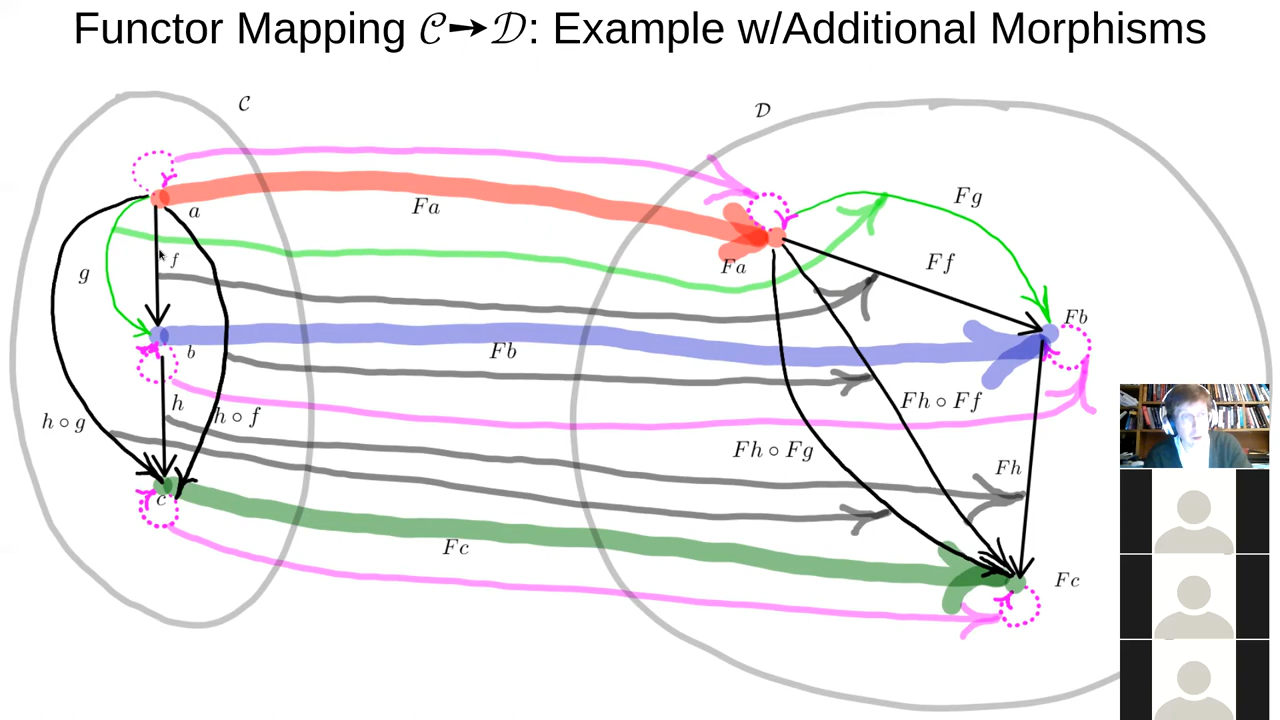 Functor Mapping 𝒞→𝒟: Example w/Additional Morphisms
𝒞
𝒟
a
Fa
Fg
g
f
Fa
Ff
Fb
b
Fb
h
h ∘ g
h ∘ f
Fh ∘ Ff
Fh ∘ Fg
Fh
c
Fc
Fc